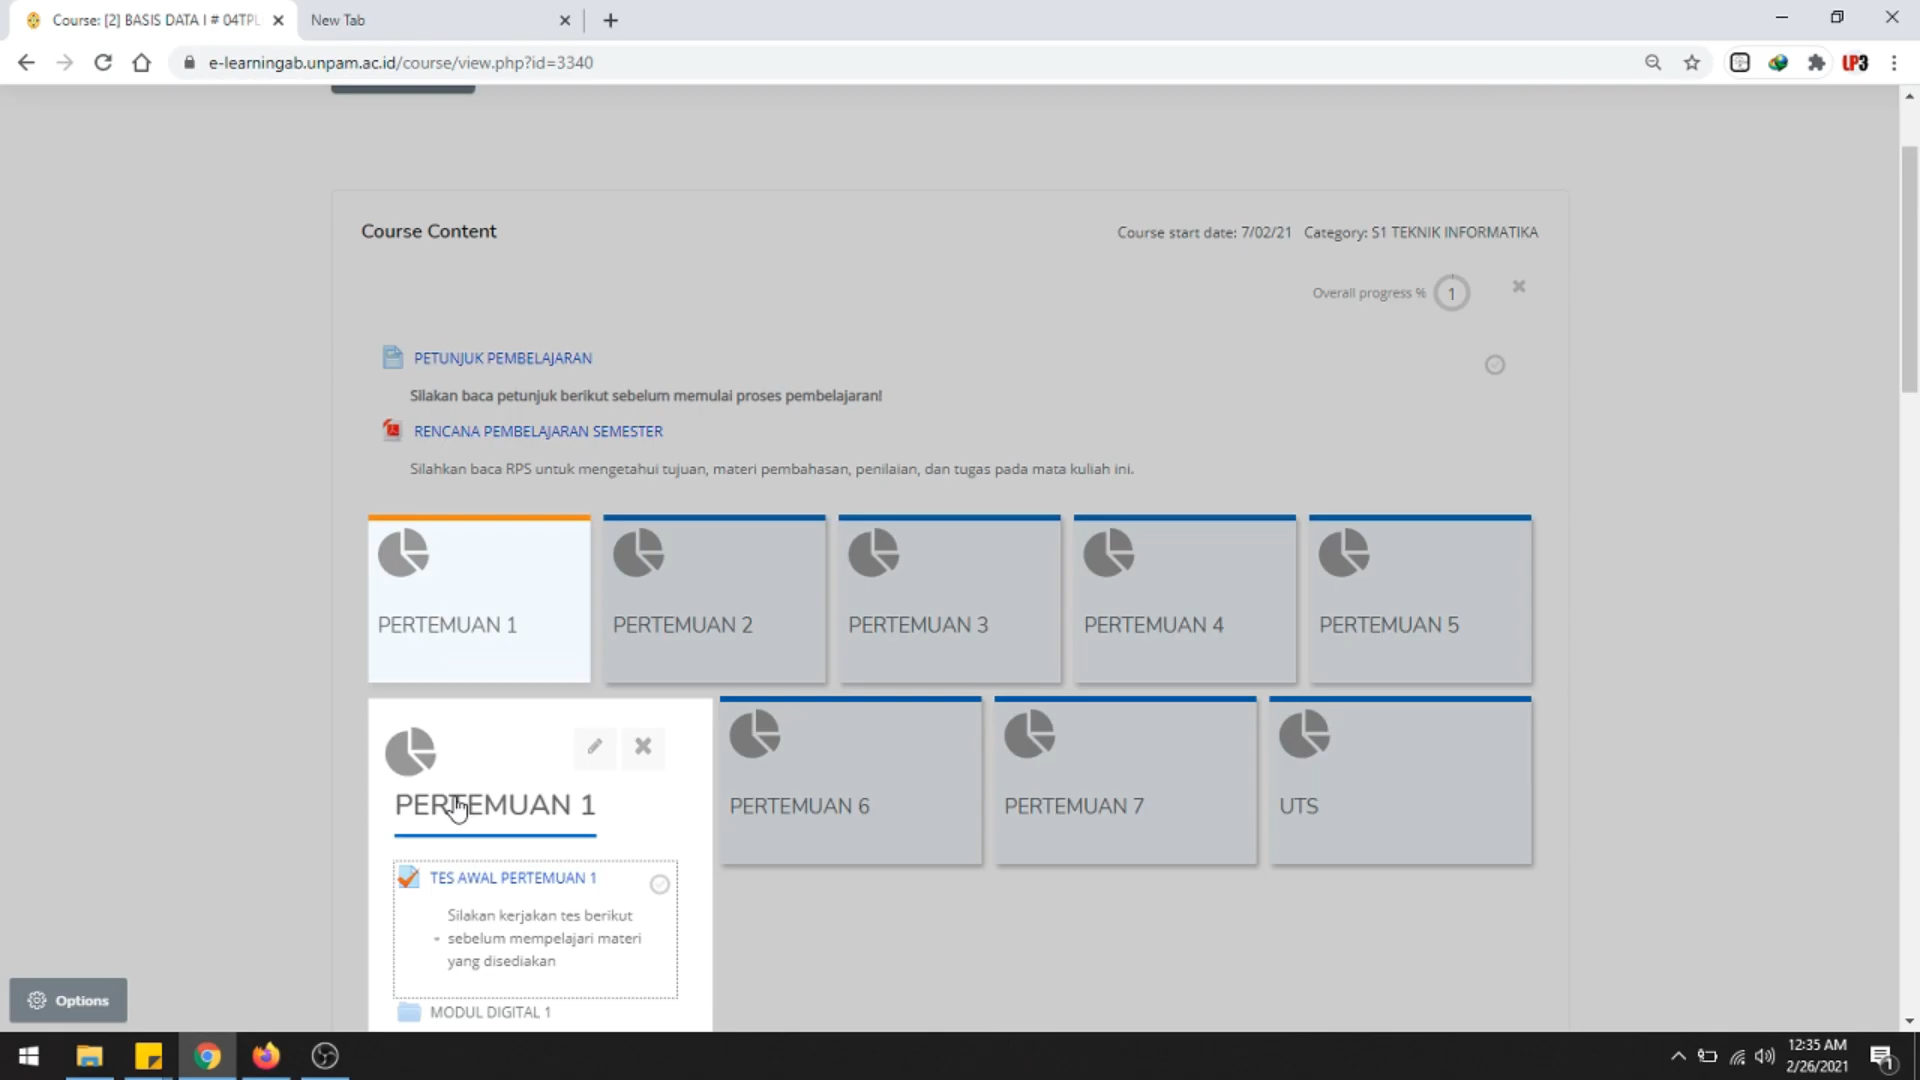 Course: [2] BASIS DATA I # 04TPL
New Tab
e-learningab.unpam.ac.id/course/view.php?id=3340
LP3
Course Content
Course start date: 7/02/21 Category: S1 TEKNIK INFORMATIKA
Overall progress % 1
PETUNJUK PEMBELAJARAN
Silakan baca petunjuk berikut sebelum memulai proses pembelajaran!
RENCANA PEMBELAJARAN SEMESTER
Silahkan baca RPS untuk mengetahui tujuan, materi pembahasan, penilaian, dan tugas pada mata kuliah ini.
PERTEMUAN 1
PERTEMUAN 2
PERTEMUAN 3
PERTEMUAN 4
PERTEMUAN 5
PERTEMUAN 1
PERTEMUAN 6
PERTEMUAN 7
UTS
TES AWAL PERTEMUAN 1
Silakan kerjakan tes berikut
- sebelum mempelajari materi
yang disediakan
MODUL DIGITAL 1
Options
12:35 AM
2/26/2021
1